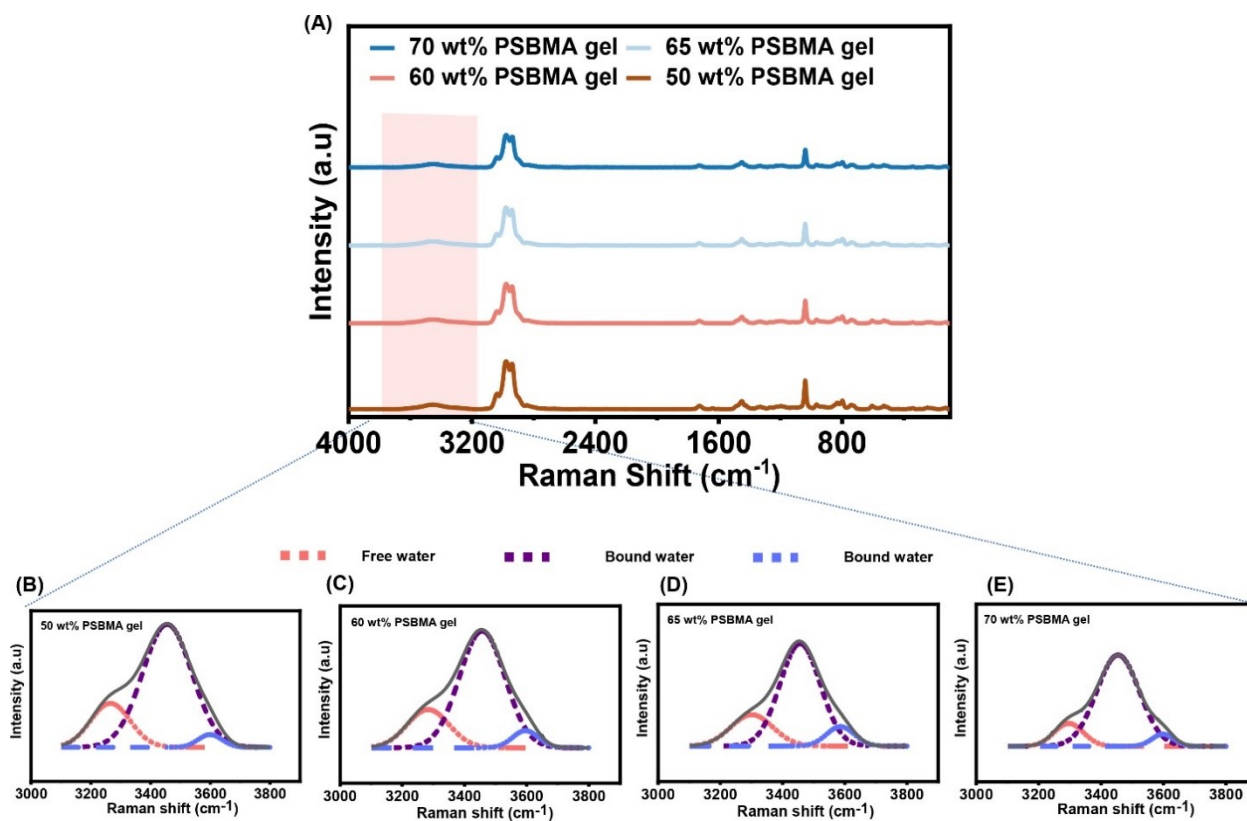 (A)
70 wt% PSBMA gel
65 wt% PSBMA gel
60 wt% PSBMA gel
50 wt% PSBMA gel
Intensity (a.u)
4000 3200 2400 1600 800
Raman Shift (cm-1)
Free water
Bound water
Bound water
(B)
50 wt% PSBMA gel
Intensity (a.u)
3000 3200 3400 3600 3800
Raman shift (cm-1)
(C)
60 wt% PSBMA gel
Intensity (a.u)
3000 3200 3400 3600 3800
Raman shift (cm-1)
(D)
65 wt% PSBMA gel
Intensity (a.u)
3000 3200 3400 3600 3800
Raman shift (cm-1)
(E)
70 wt% PSBMA gel
Intensity (a.u)
3000 3200 3400 3600 3800
Raman shift (cm-1)